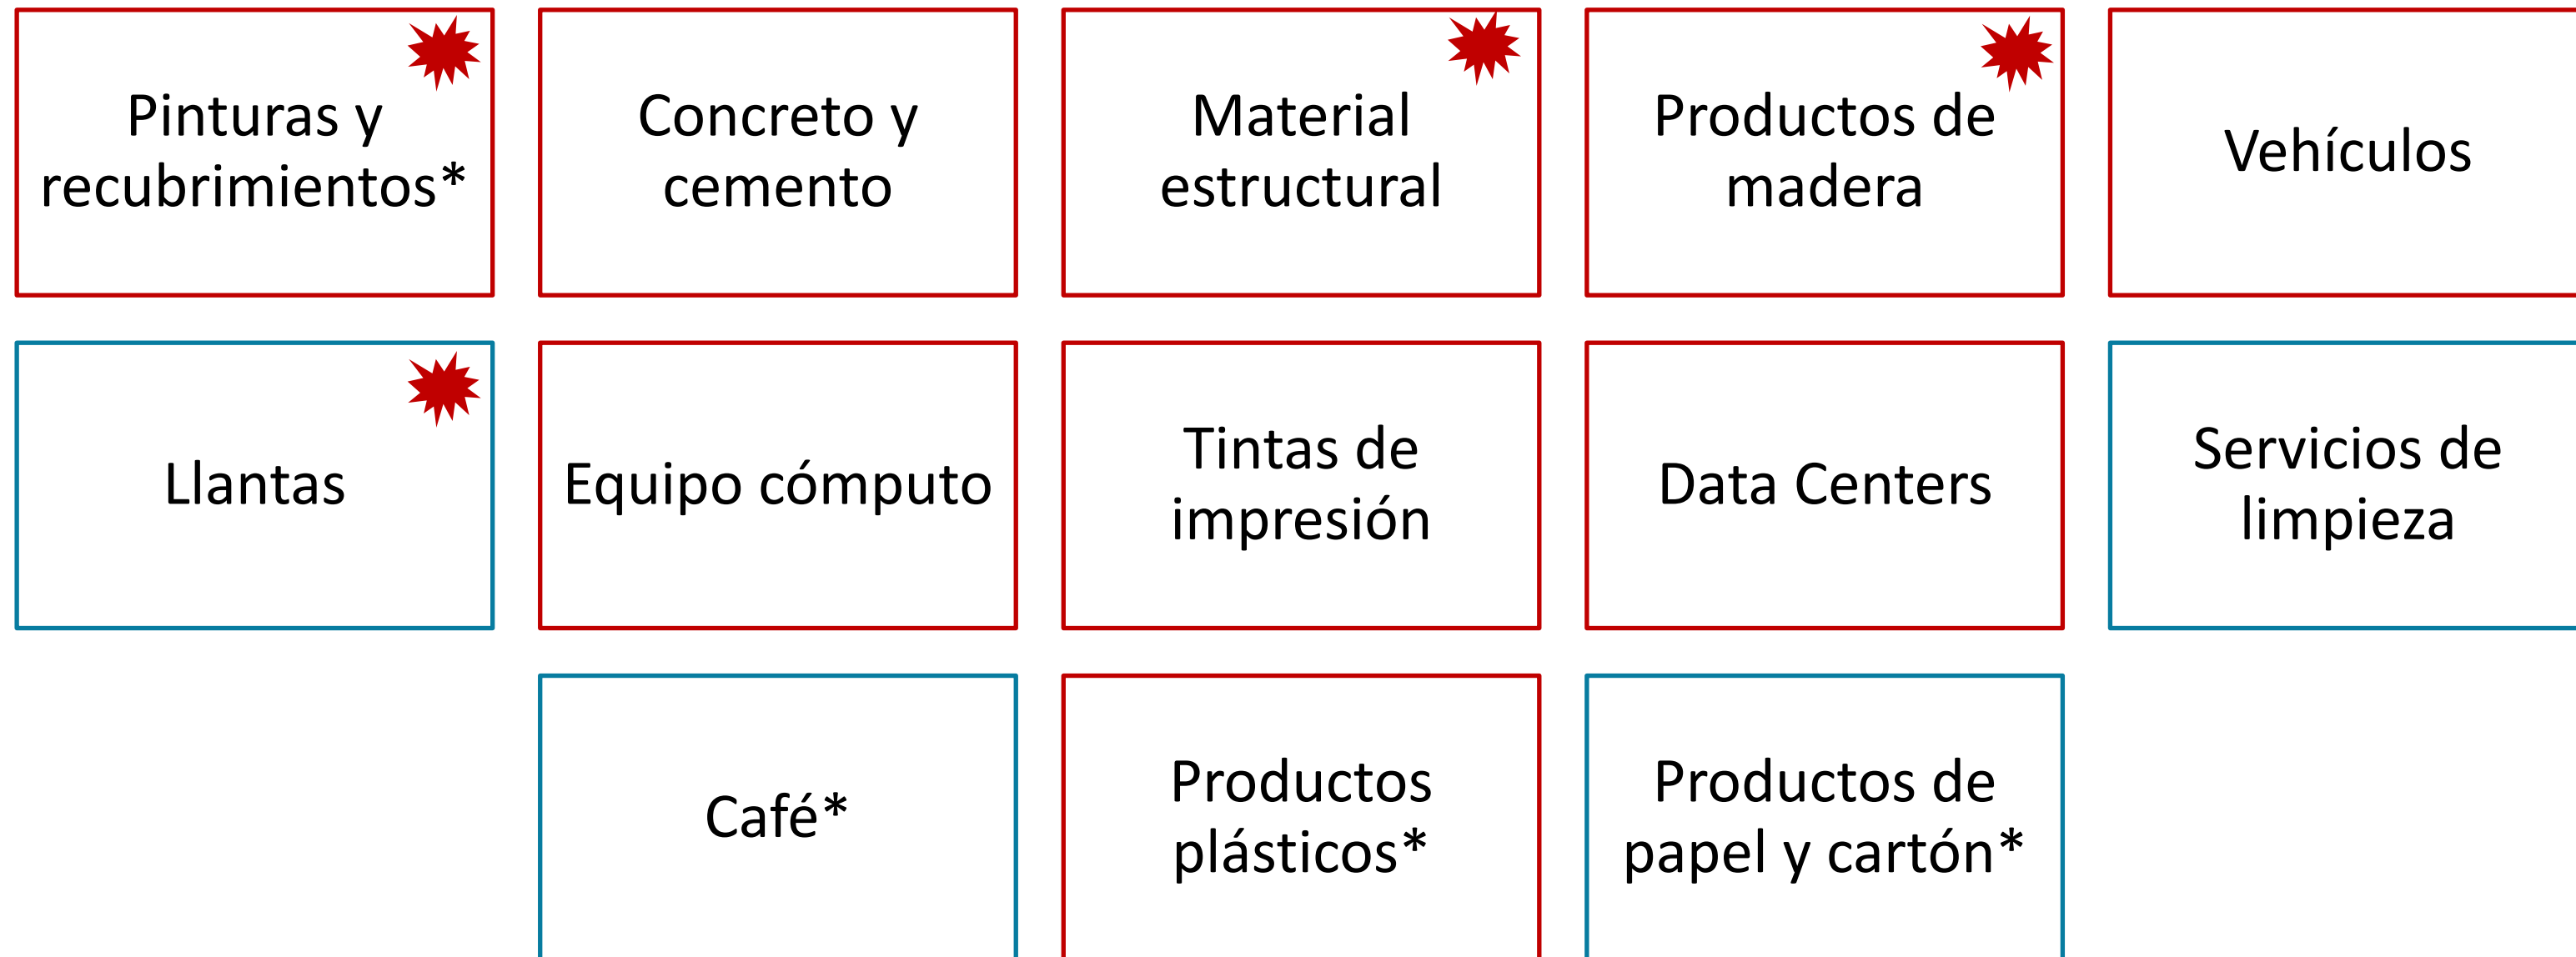 Pinturas y
recubrimientos*
Concreto y
cemento
Material
estructural
Productos de
madera
Vehículos
Llantas
Equipo cómputo
Tintas de
impresión
Data Centers
Servicios de
limpieza
Café*
Productos
plásticos*
Productos de
papel y cartón*